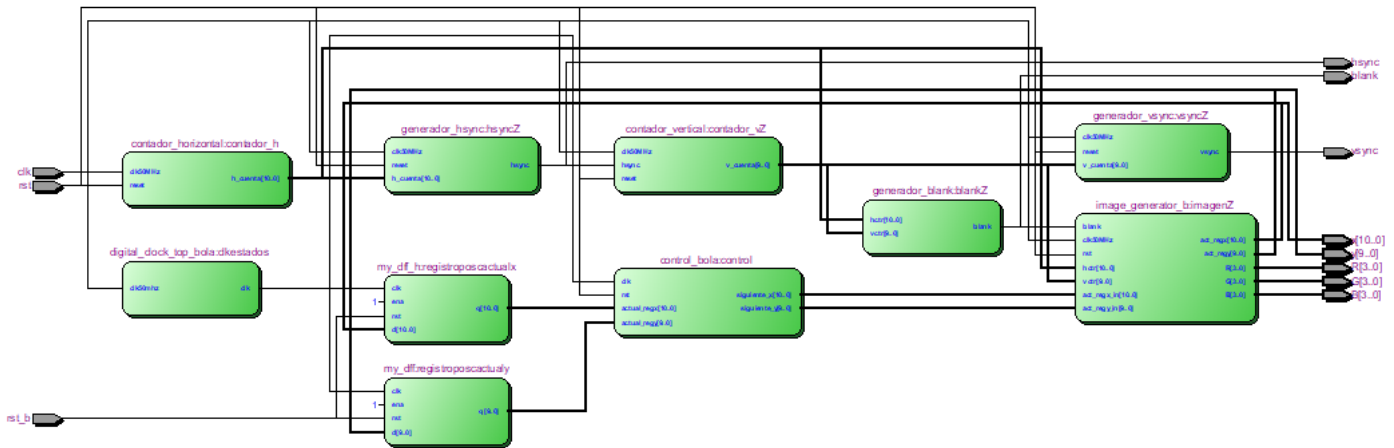 clk
rst
rst_b
contador_horizontal:contador_h
clk50MHz
reset
h_cuenta[10..0]
digital_clock_top_bola:clkestados
clk50mhz
clk
generador_hsync:hsyncZ
clk50MHz
reset
h_cuenta[10..0]
hsync
my_dff_h:registroposcactualx
clk
1
ena
rst
d[10..0]
q[10..0]
my_dff:registroposcactualy
clk
1
ena
rst
d[9..0]
q[9..0]
contador_vertical:contador_vZ
clk50MHz
hsync
reset
v_cuenta[9..0]
control_bola:control
clk
rst
actual_regx[10..0]
actual_regy[9..0]
siguiente_x[10..0]
siguiente_y[9..0]
generador_blank:blankZ
hctr[10..0]
vctr[9..0]
blank
generador_vsync:vsyncZ
clk50MHz
reset
v_cuenta[9..0]
vsync
image_generator_b:imagenZ
blank
clk50MHz
rst
hctr[10..0]
vctr[9..0]
act_regx_in[10..0]
act_regy_in[9..0]
act_regx[10..0]
act_regy[9..0]
R[3..0]
G[3..0]
B[3..0]
hsync
blank
vsync
x[10..0]
y[9..0]
R[3..0]
G[3..0]
B[3..0]